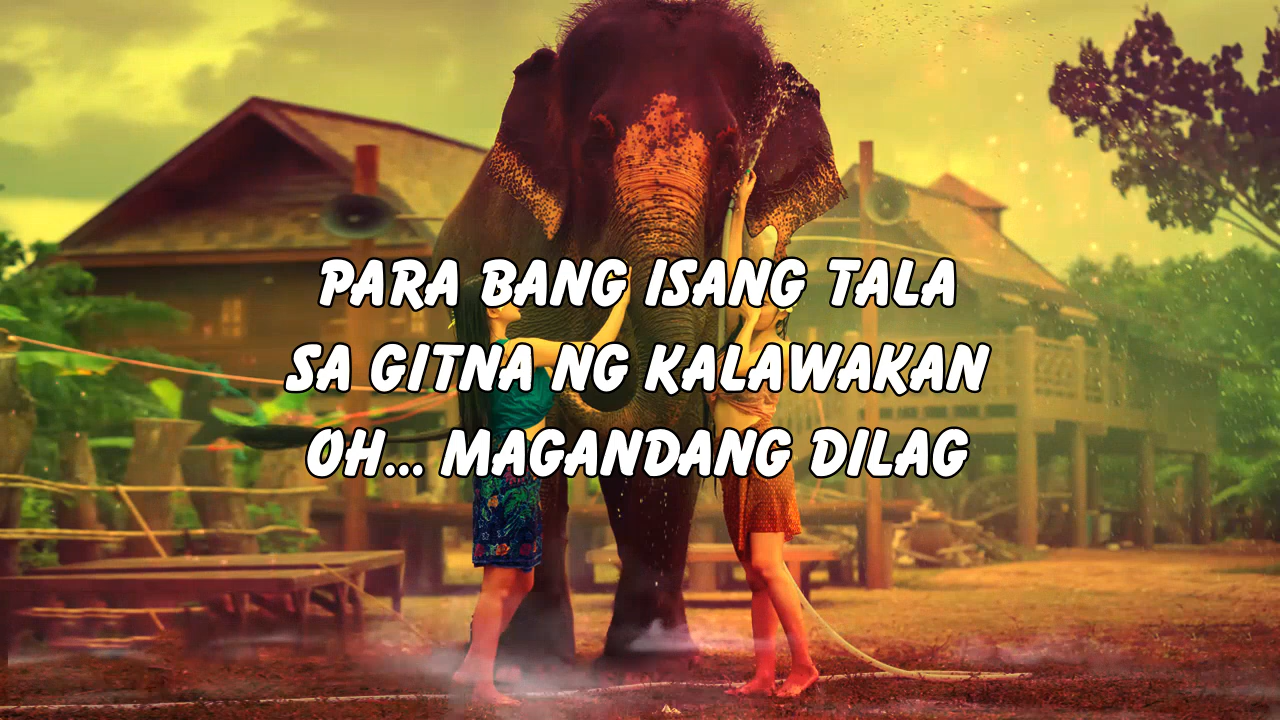 PARA BANG ISANG TALA
SA GITNA NG KALAWAKAN
OH... MAGANDANG DILAG